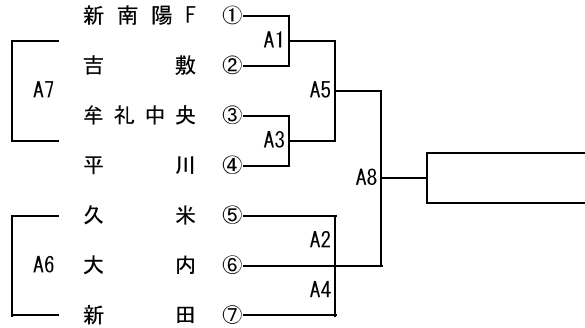 新南陽F ①
A1
吉敷 ②
A7
A5
牟礼中央 ③
A3
平川 ④
A8
久米 ⑤
A2
A6
大内 ⑥
A4
新田 ⑦